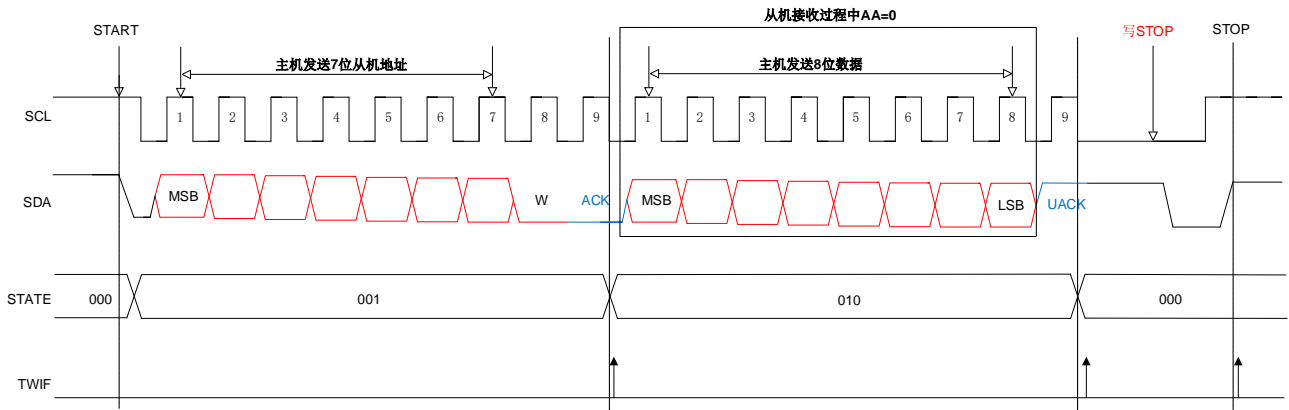 从机接收过程中AA=0
START
写STOP
STOP
主机发送7位从机地址
主机发送8位数据
SCL
1 2 3 4 5 6 7 8 9 1 2 3 4 5 6 7 8 9
SDA
MSB W ACK MSB LSB UACK
STATE
000 001 010 000
TWIF